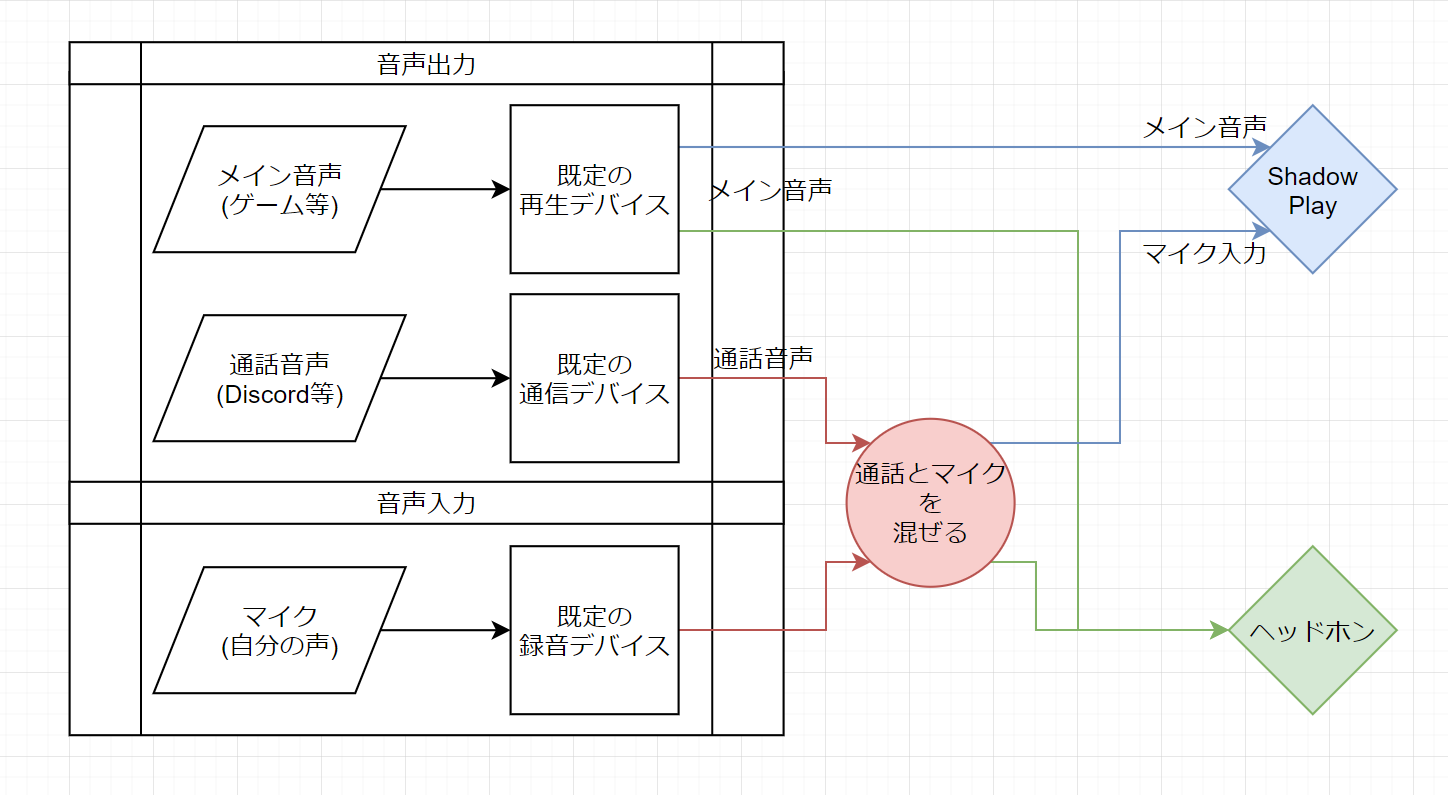 音声出力
メイン音声
(ゲーム等)
既定の
再生デバイス
メイン音声
メイン音声
Shadow
Play
マイク入力
通話音声
(Discord等)
既定の
通信デバイス
通話音声
通話とマイク
を
混ぜる
音声入力
マイク
(自分の声)
既定の
録音デバイス
ヘッドホン